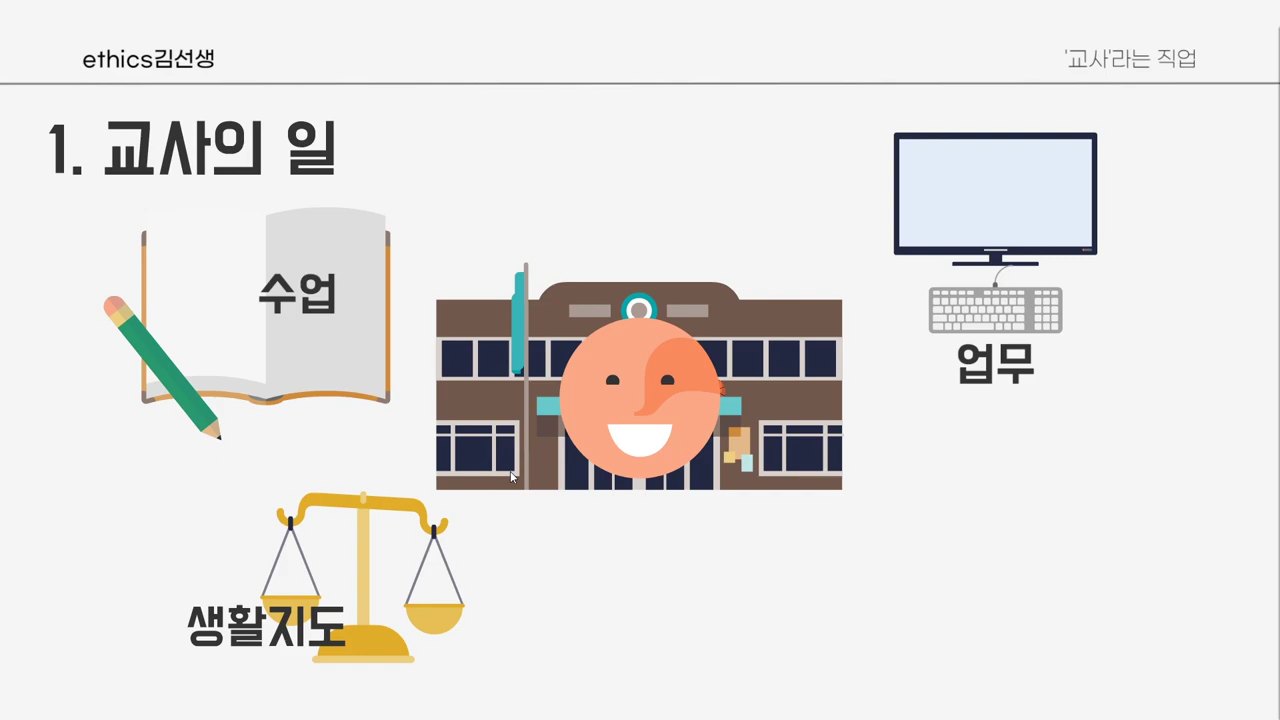 ethics김선생
'교사'라는 직업
1. 교사의 일
수업
업무
생활지도